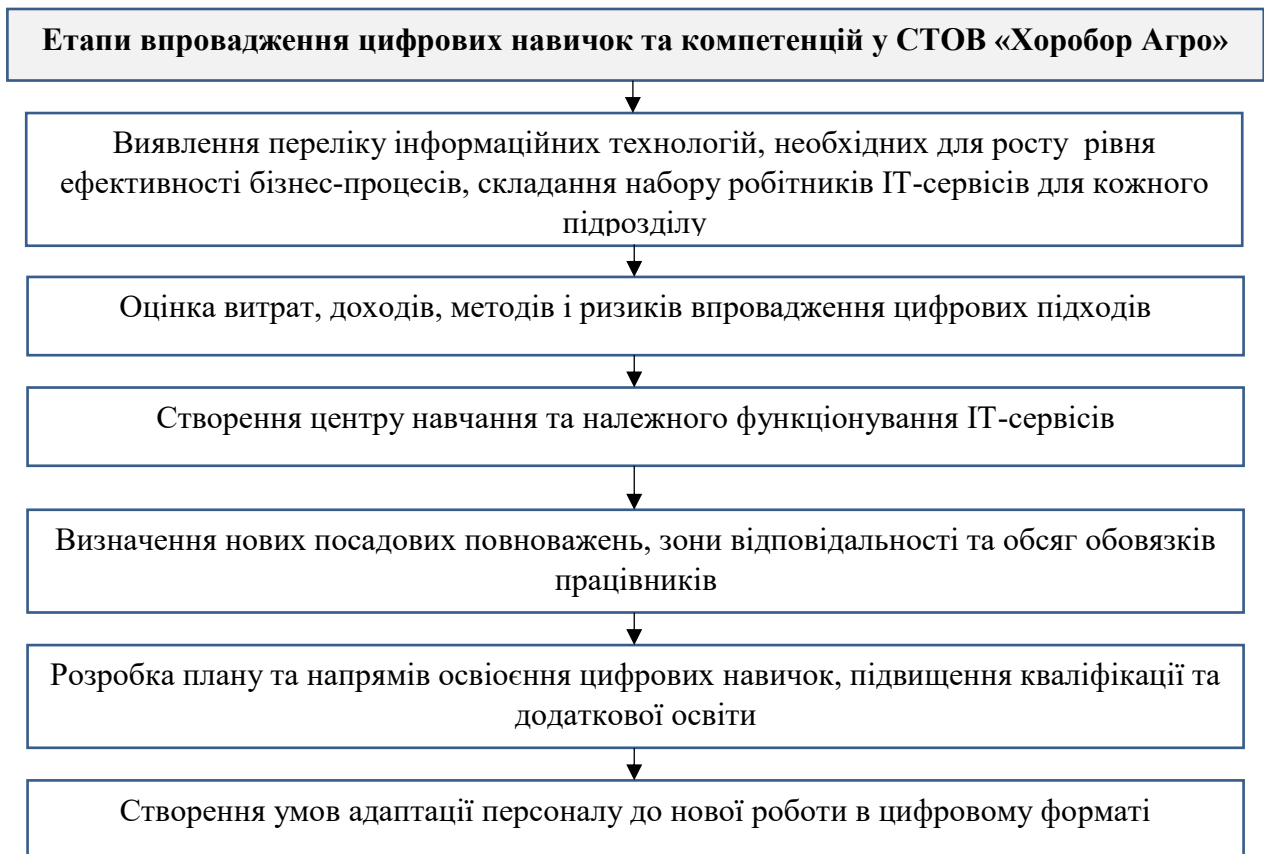 Етапи впровадження цифрових навичок та компетенцій у СТОВ «Хоробор Агро»
Виявлення переліку інформаційних технологій, необхідних для росту  рівня
ефективності бізнес-процесів, складання набору робітників ІТ-сервісів для кожного
підрозділу
Оцінка витрат, доходів, методів і ризиків впровадження цифрових підходів
Створення центру навчання та належного функціонування ІТ-сервісів
Визначення нових посадових повноважень, зони відповідальності та обсяг обовязків
працівників
Розробка плану та напрямів освіоєння цифрових навичок, підвищення кваліфікації та
додаткової освіти
Створення умов адаптації персоналу до нової роботи в цифровому форматі